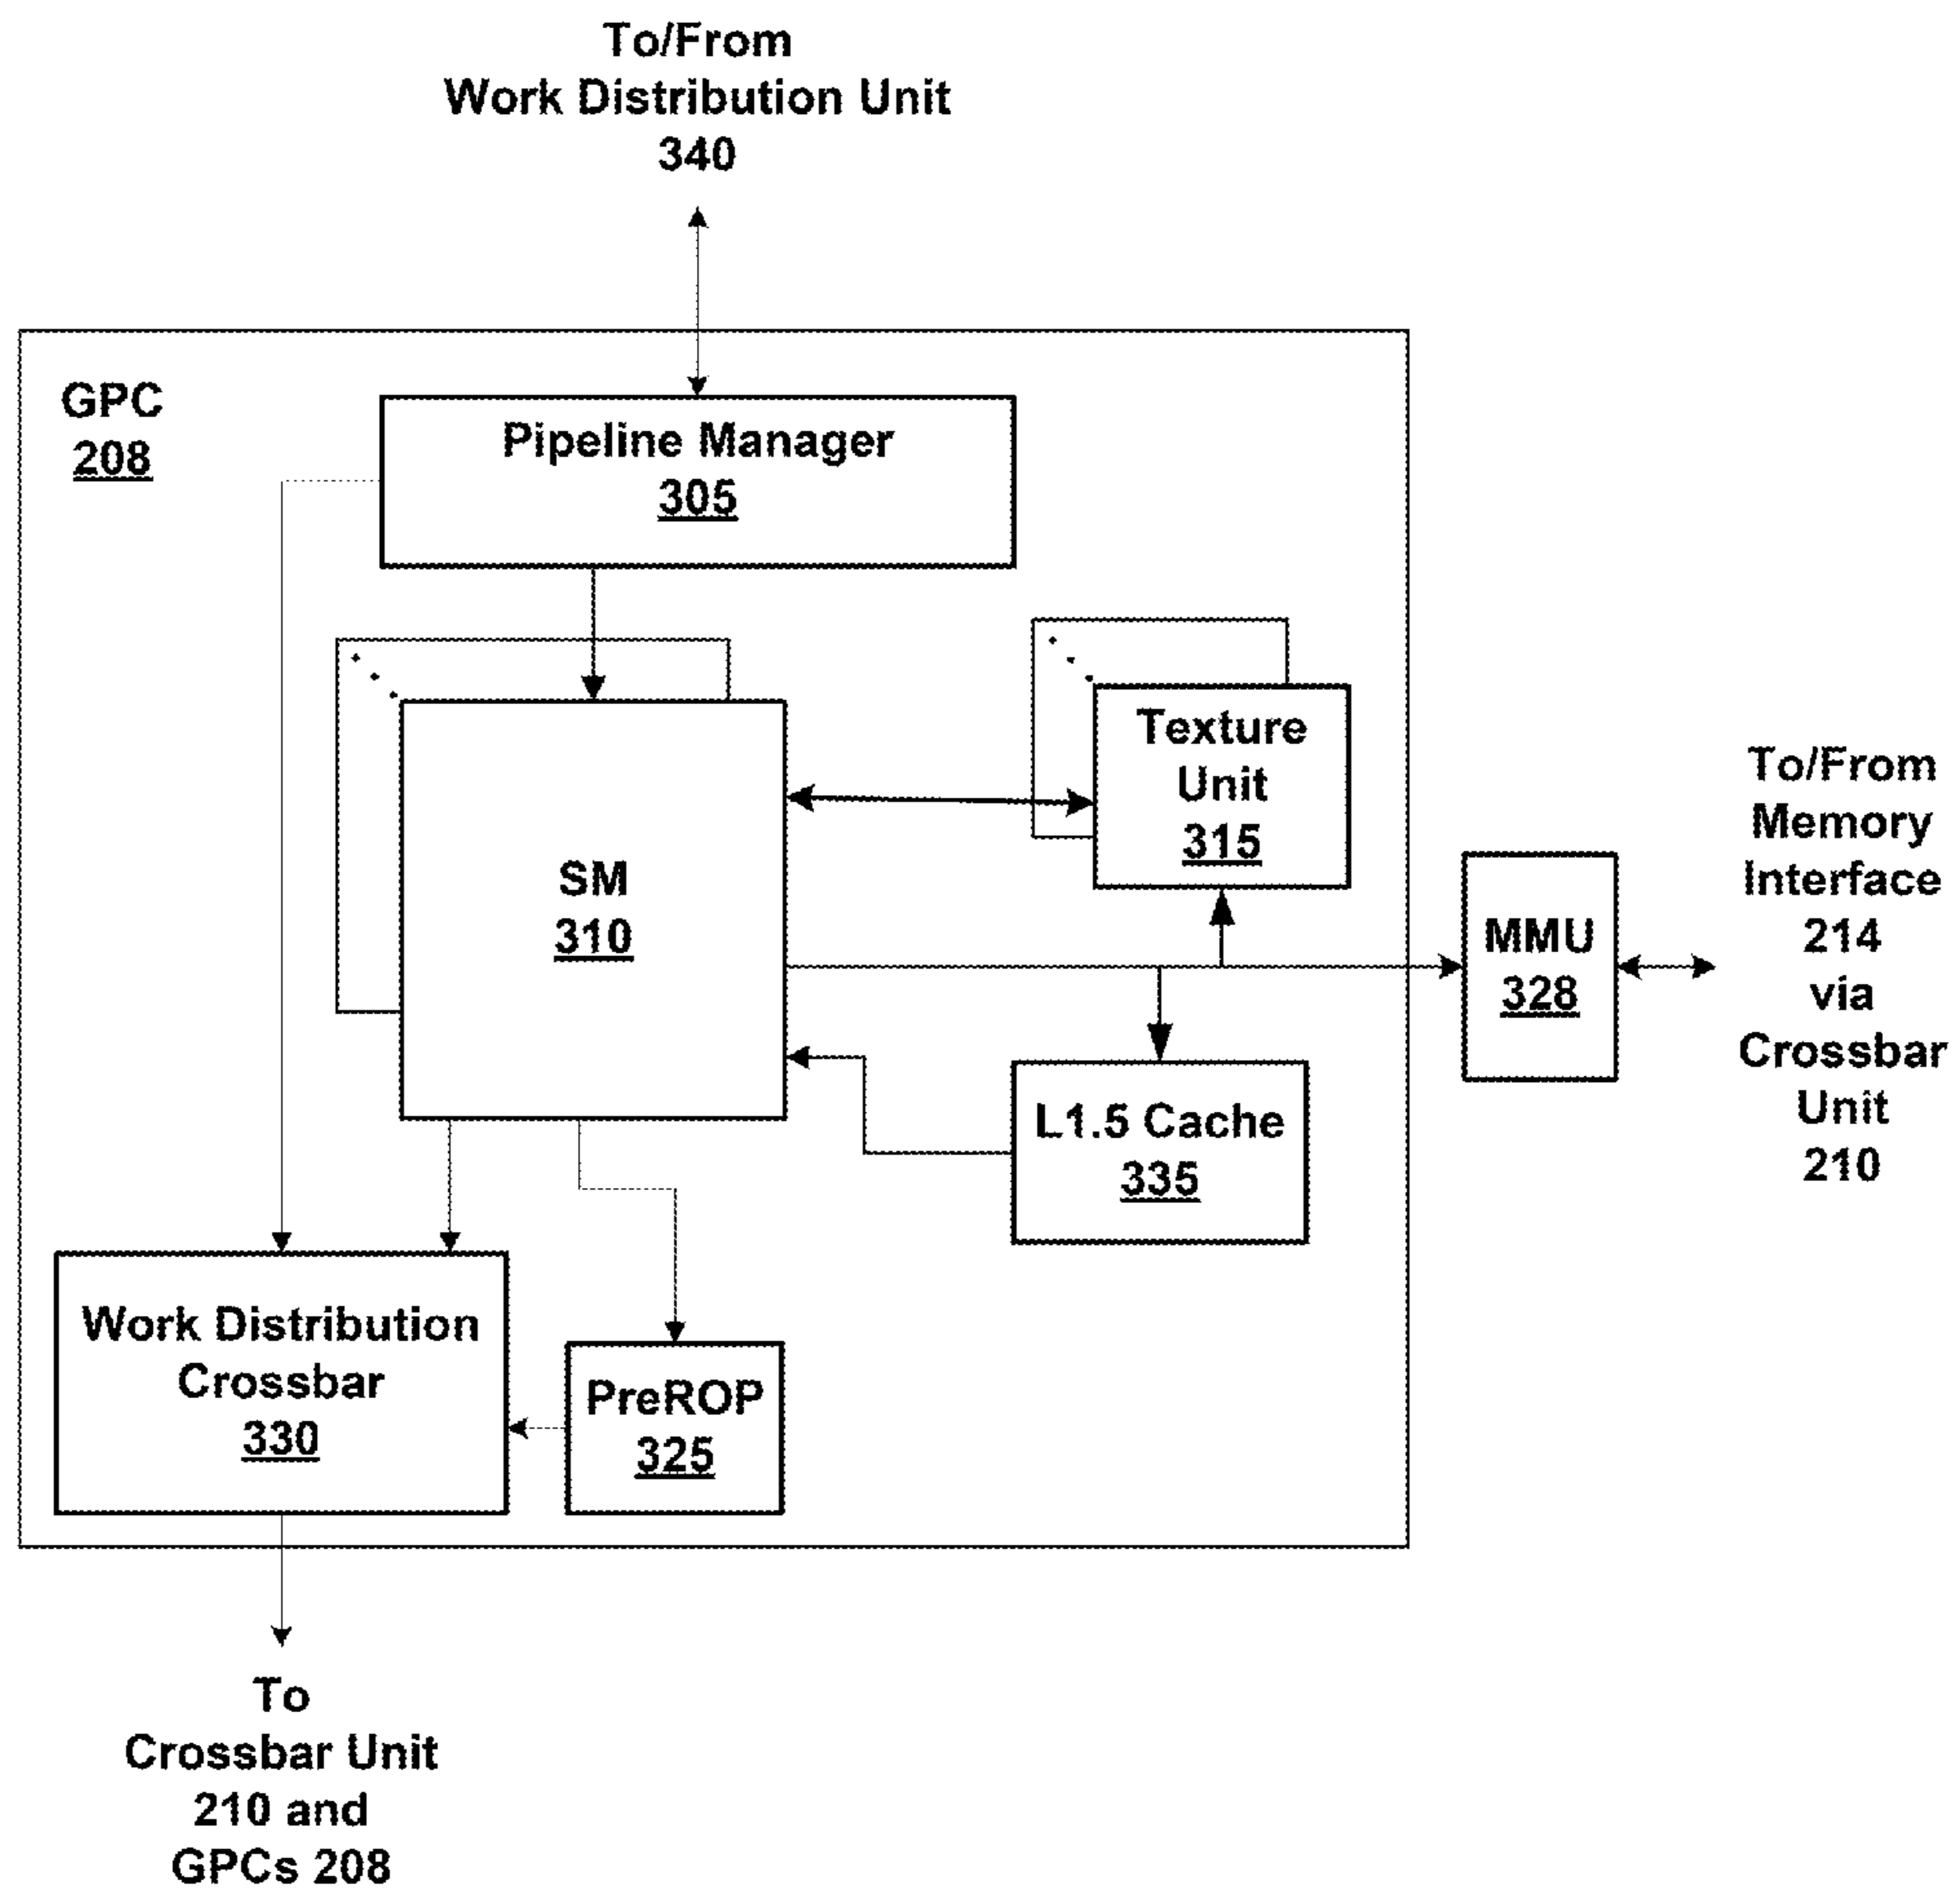 To/From
Work Distribution Unit
340
GPC
208
Pipeline Manager
305
Texture
Unit
315
SM
310
To/From
Memory
Interface
214
via
Crossbar
Unit
210
MMU
328
L1.5 Cache
335
Work Distribution
Crossbar
330
PreROP
325
To
Crossbar Unit
210 and
GPCs 208